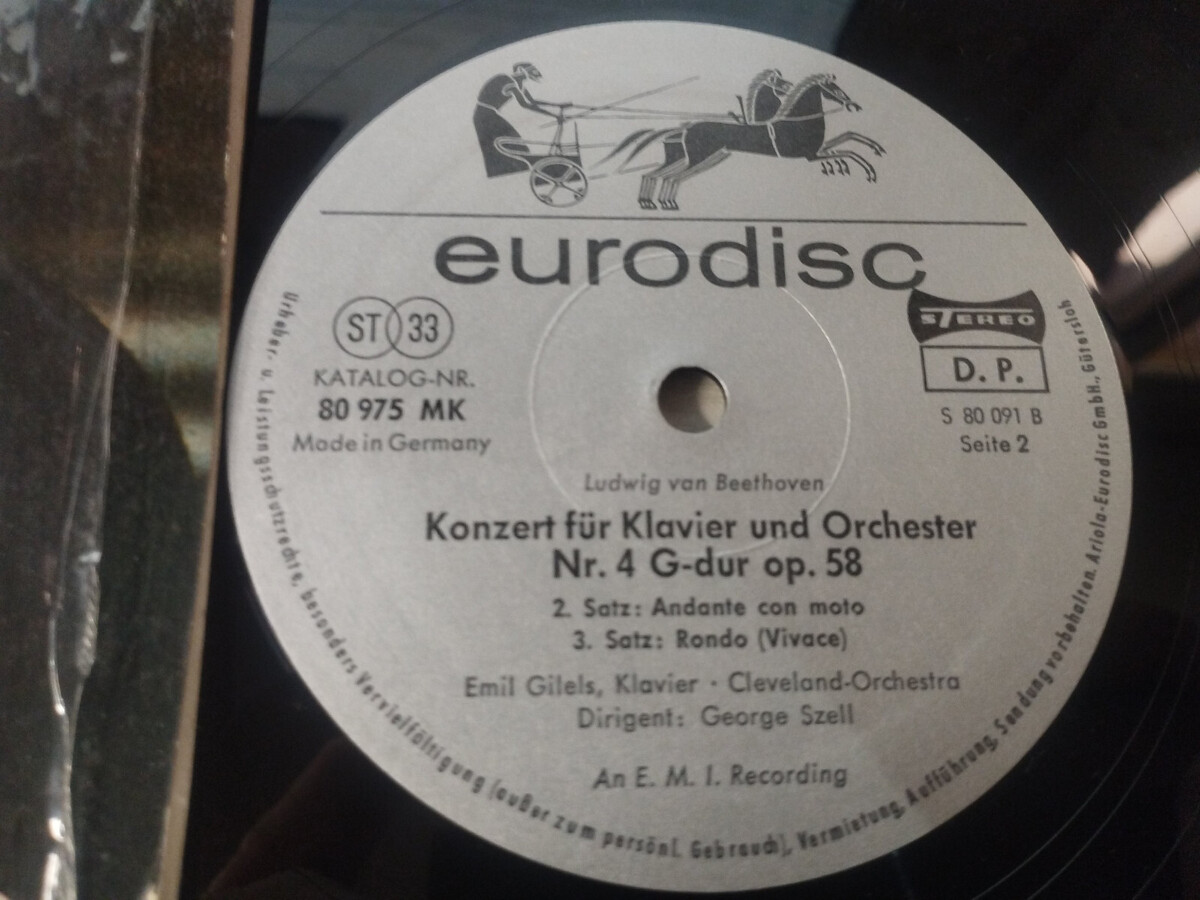 eurodisc
ST 33
KATALOG-NR.
80 975 MK
Made in Germany
STEREO
D. P.
S 80 091 B
Seite 2
Ludwig van Beethoven
Konzert für Klavier und Orchester
Nr. 4 G-dur op. 58
2. Satz: Andante con moto
3. Satz: Rondo (Vivace)
Emil Gilels, Klavier · Cleveland-Orchestra
Dirigent: George Szell
An E. M. I. Recording
Urheber- u. Leistungsschutzrechte, besonders Vervielfältigung (außer zum persönl. Gebrauch), Vermietung, Aufführung, Sendung vorbehalten. Ariola-Eurodisc GmbH., Gütersloh